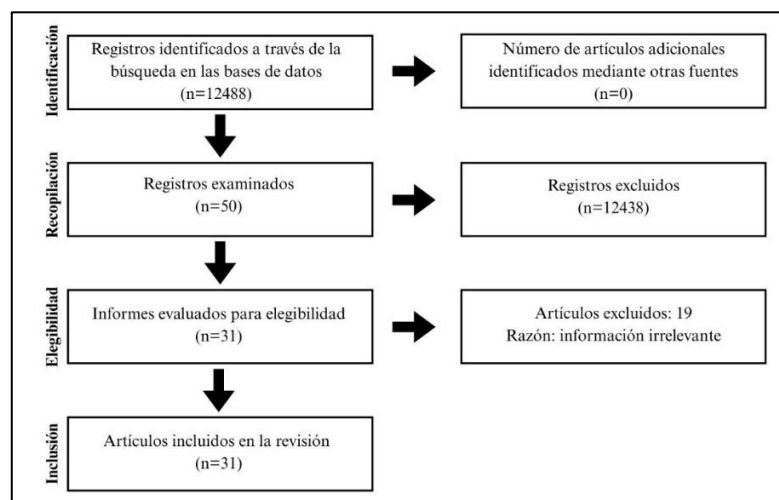 Identificación
Registros identificados a través de la
búsqueda en las bases de datos
(n=12488)
Número de artículos adicionales
identificados mediante otras fuentes
(n=0)
Recopilación
Registros examinados
(n=50)
Registros excluidos
(n=12438)
Elegibilidad
Informes evaluados para elegibilidad
(n=31)
Artículos excluidos: 19
Razón: información irrelevante
Inclusión
Artículos incluidos en la revisión
(n=31)